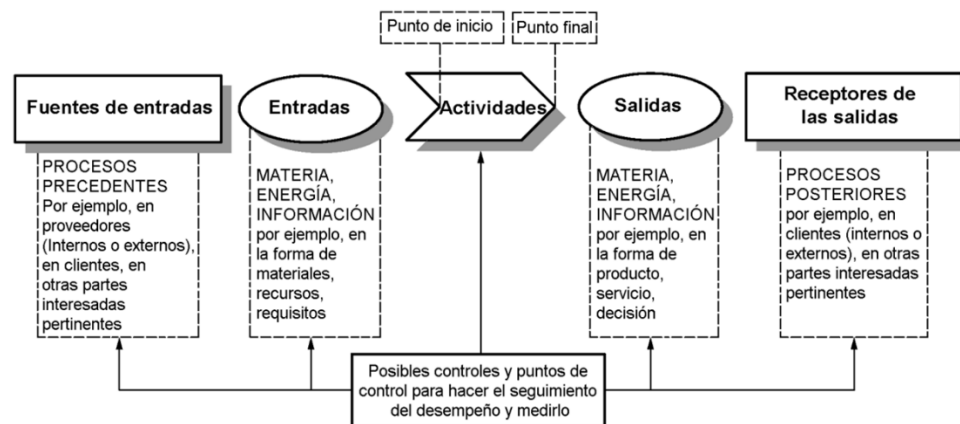 Punto de inicio
Punto final
Fuentes de entradas
Entradas
Actividades
Salidas
Receptores de
las salidas
PROCESOS
PRECEDENTES
Por ejemplo, en
proveedores
(Internos o externos),
en clientes, en
otras partes
interesadas
pertinentes
MATERIA,
ENERGÍA,
INFORMACIÓN
por ejemplo, en
la forma de
materiales,
recursos,
requisitos
MATERIA,
ENERGÍA,
INFORMACIÓN
por ejemplo, en
la forma de
producto,
servicio,
decisión
PROCESOS
POSTERIORES
por ejemplo, en
clientes (internos o
externos), en otras
partes interesadas
pertinentes
Posibles controles y puntos de
control para hacer el seguimiento
del desempeño y medirlo